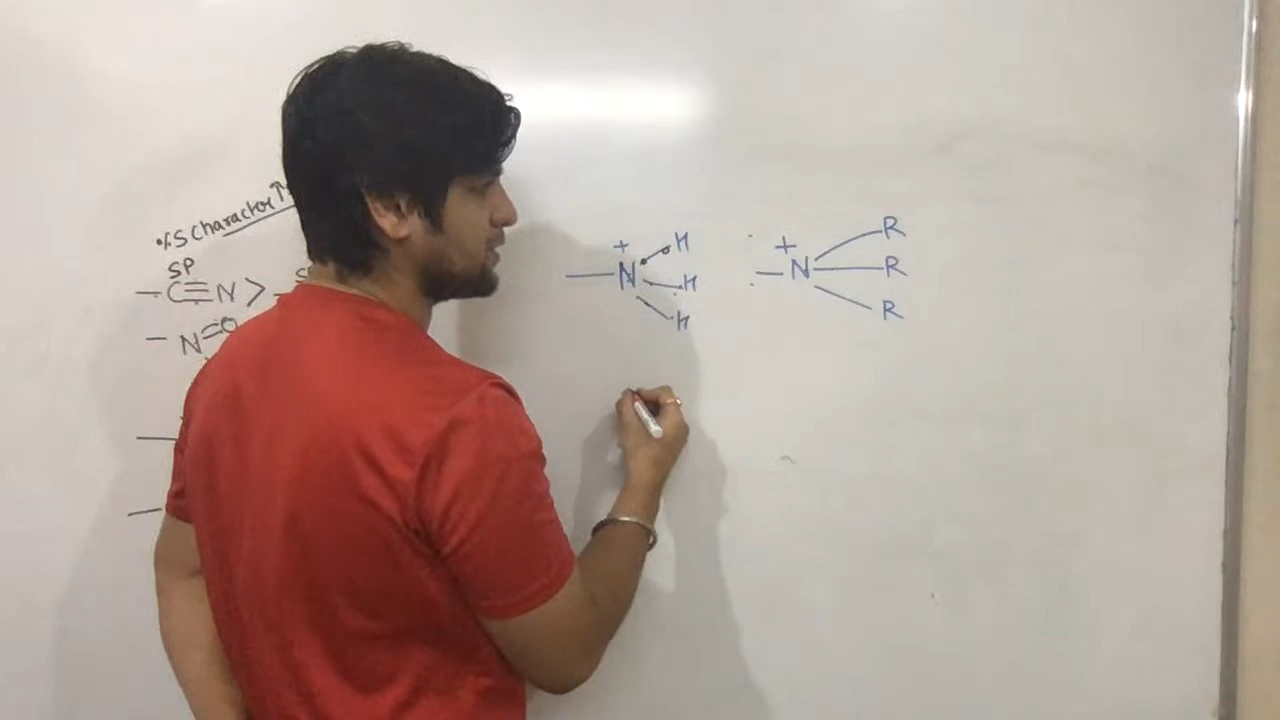 %S Character↑
SP
–C≡N >
– N=O
+
– N H
H
H
+
– N R
R
R